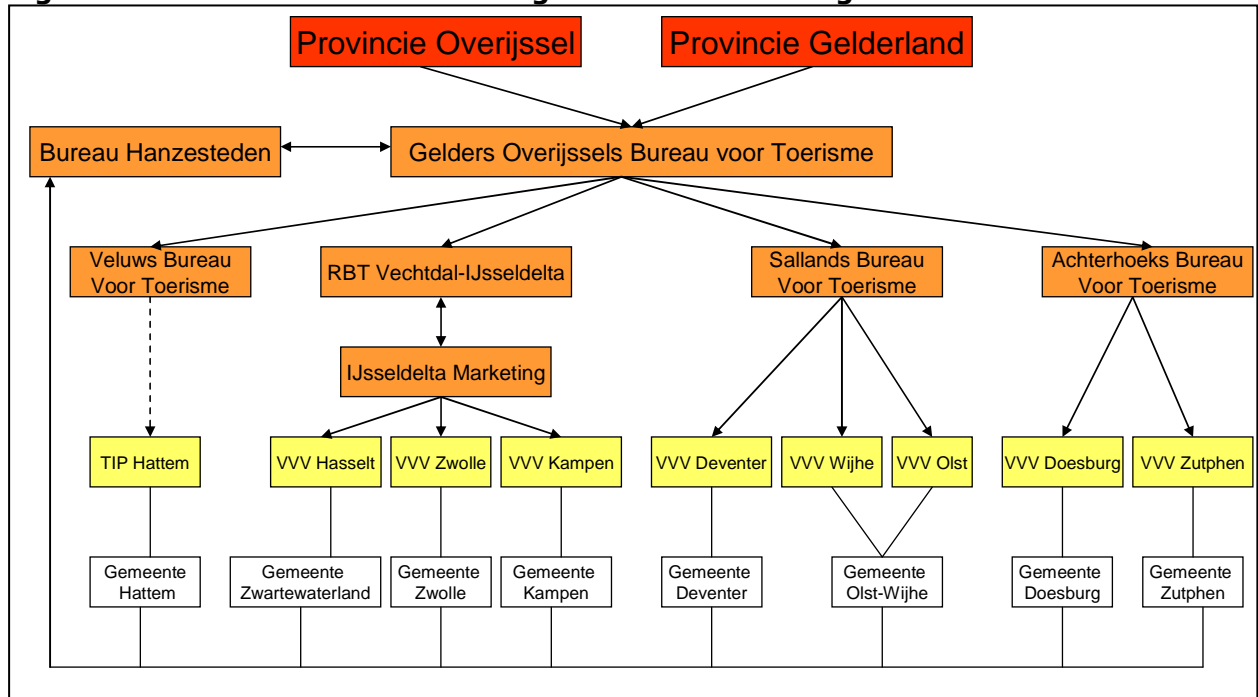 Provincie Overijssel
Provincie Gelderland
Bureau Hanzesteden
Gelders Overijssels Bureau voor Toerisme
Veluws Bureau
Voor Toerisme
RBT Vechtdal-IJsseldelta
Sallands Bureau
Voor Toerisme
Achterhoeks Bureau
Voor Toerisme
IJsseldelta Marketing
TIP Hattem
VVV Hasselt
VVV Zwolle
VVV Kampen
VVV Deventer
VVV Wijhe
VVV Olst
VVV Doesburg
VVV Zutphen
Gemeente
Hattem
Gemeente
Zwartewaterland
Gemeente
Zwolle
Gemeente
Kampen
Gemeente
Deventer
Gemeente
Olst-Wijhe
Gemeente
Doesburg
Gemeente
Zutphen